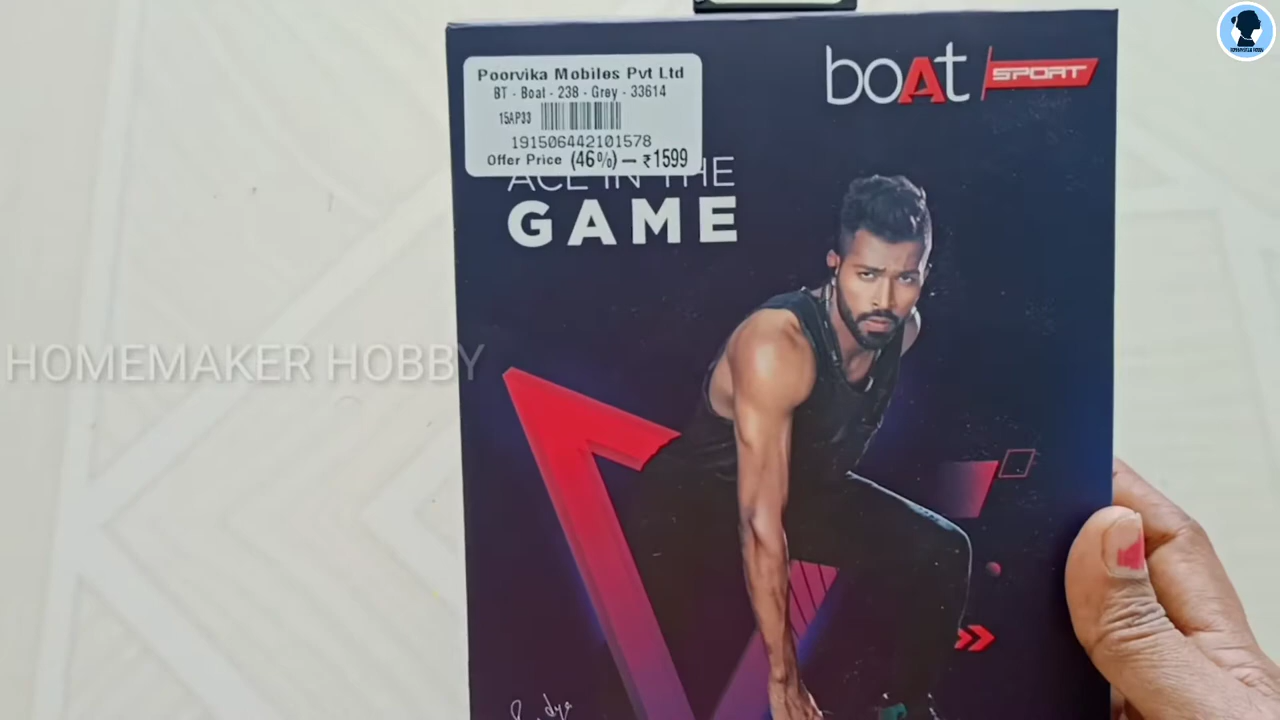 Poorvika Mobiles Pvt Ltd
BT - Boat - 238 - Grey - 33614
15AP33
191506442101578
Offer Price (46%) — ₹1599
boAt SPORT
ACE IN THE
GAME
HOMEMAKER HOBBY